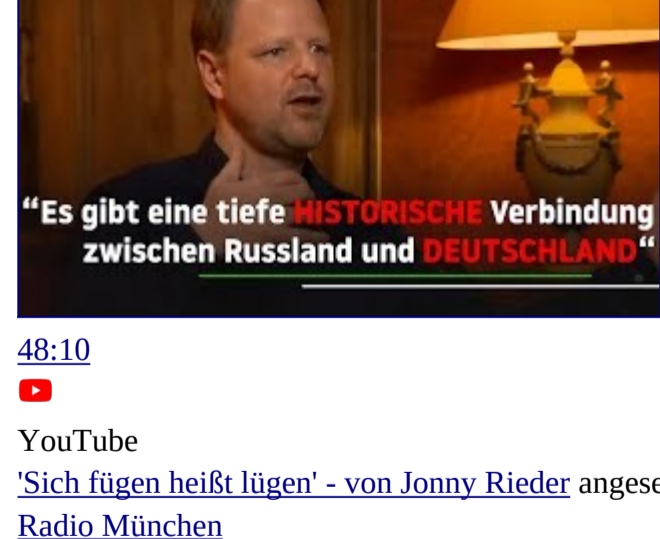 “Es gibt eine tiefe HISTORISCHE Verbindung
zwischen Russland und DEUTSCHLAND“
48:10
YouTube
'Sich fügen heißt lügen' - von Jonny Rieder angese
Radio München